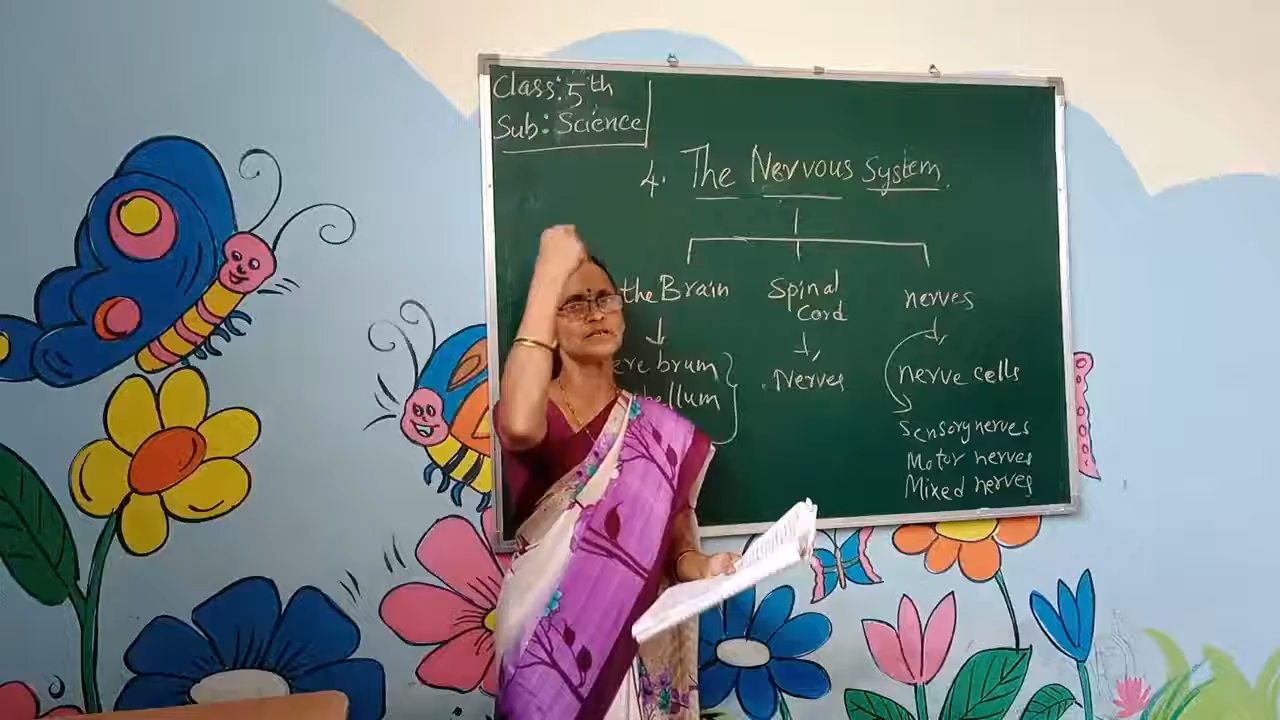 Class: 5th
Sub: Science
4. The Nervous System.
the Brain
Spinal
Cord
nerves
Nerves
nerve cells
Sensory nerves
Motor nerves
Mixed nerves